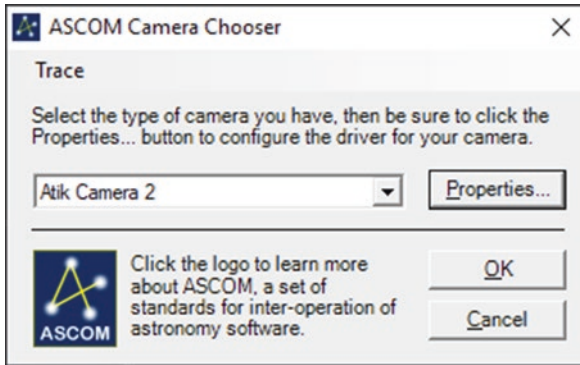 ASCOM Camera Chooser
Trace
Select the type of camera you have, then be sure to click the
Properties... button to configure the driver for your camera.
Atik Camera 2
Properties...
Click the logo to learn more
about ASCOM, a set of
standards for inter-operation of
astronomy software.
ASCOM
OK
Cancel